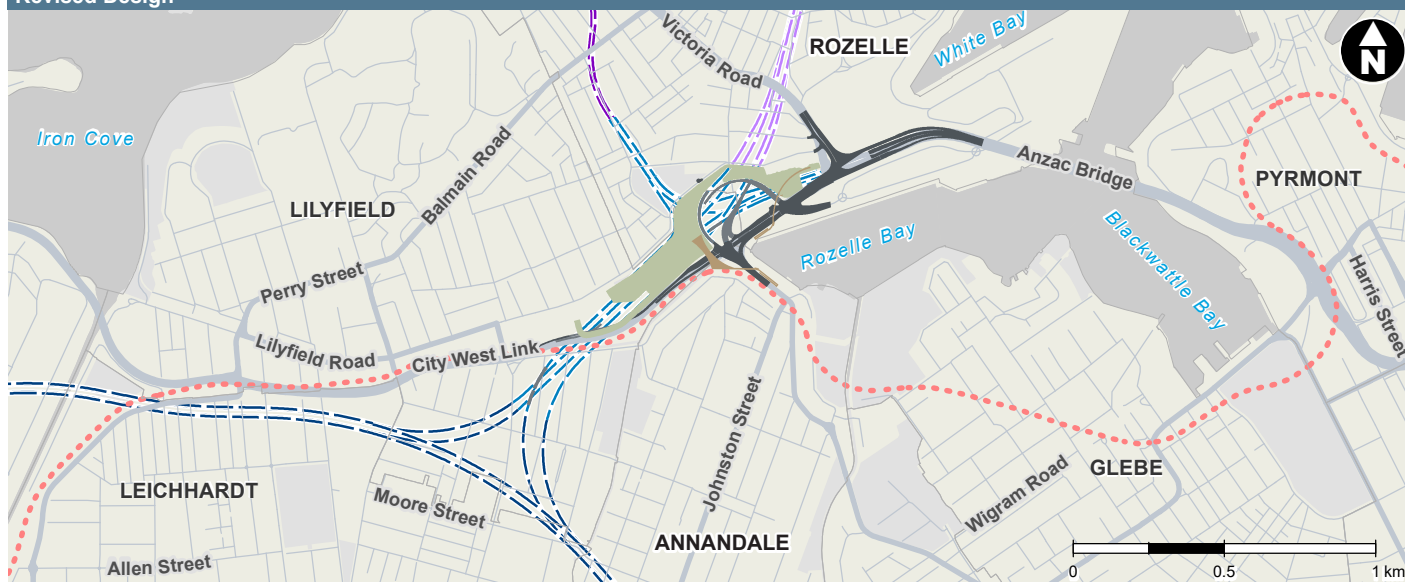 Revised Design
ROZELLE
White Bay
N
Victoria Road
Iron Cove
Balmain Road
Anzac Bridge
PYRMONT
LILYFIELD
Rozelle Bay
Blackwattle Bay
Harris Street
Perry Street
Lilyfield Road
City West Link
Johnston Street
LEICHHARDT
Moore Street
GLEBE
Wigram Road
ANNANDALE
Allen Street
0 0.5 1 km